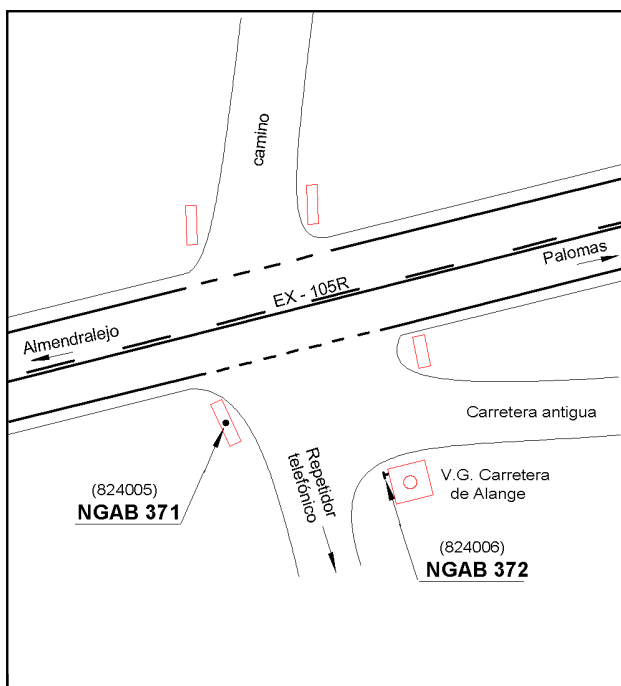 camino
Palomas
EX - 105R
Almendralejo
Carretera antigua
Repetidor
telefónico
V.G. Carretera
de Alange
(824005)
NGAB 371
(824006)
NGAB 372